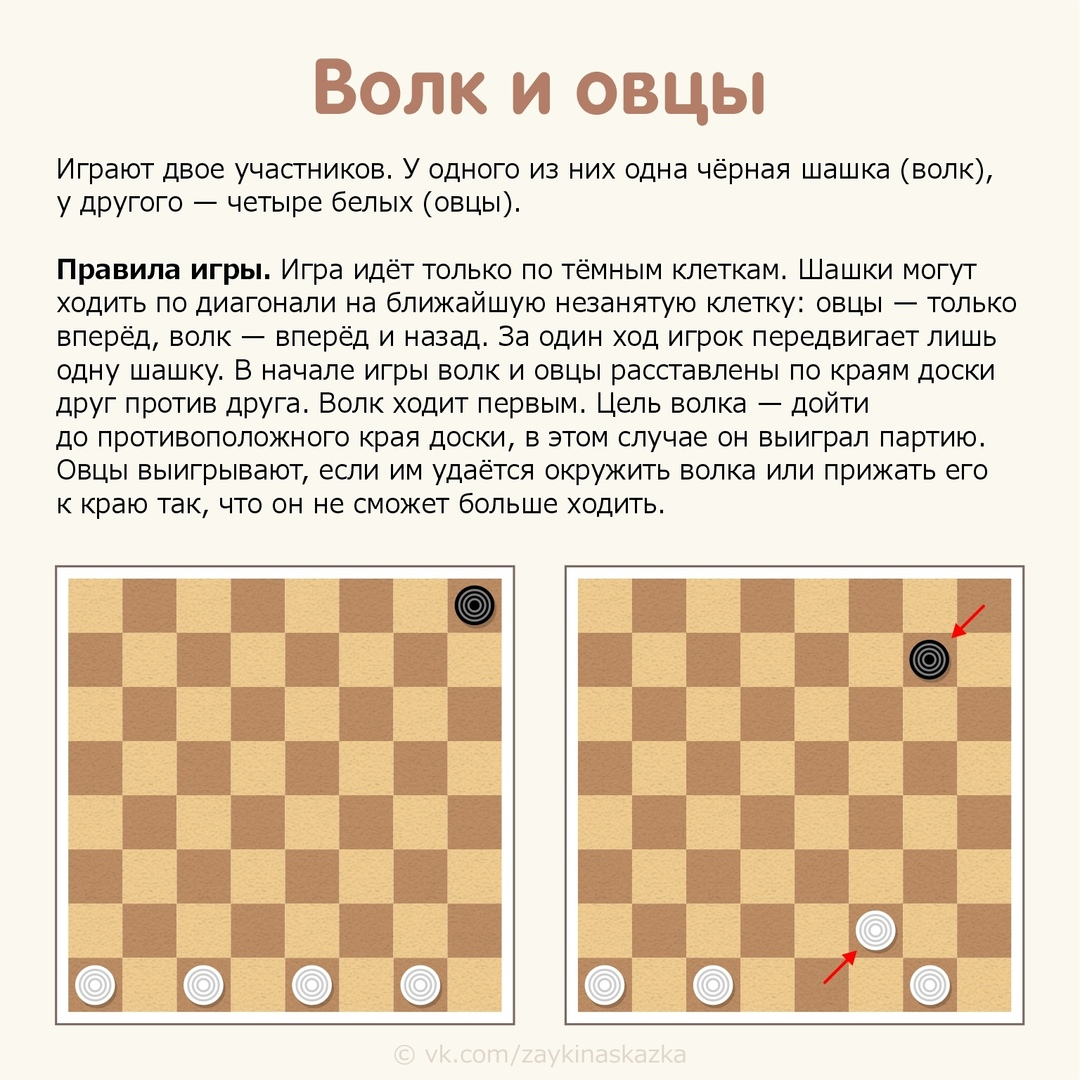 Волк и овцы
Играют двое участников. У одного из них одна чёрная шашка (волк),
у другого — четыре белых (овцы).
Правила игры. Игра идёт только по тёмным клеткам. Шашки могут
ходить по диагонали на ближайшую незанятую клетку: овцы — только
вперёд, волк — вперёд и назад. За один ход игрок передвигает лишь
одну шашку. В начале игры волк и овцы расставлены по краям доски
друг против друга. Волк ходит первым. Цель волка — дойти
до противоположного края доски, в этом случае он выиграл партию.
Овцы выигрывают, если им удаётся окружить волка или прижать его
к краю так, что он не сможет больше ходить.
© vk.com/zaykinaskazka